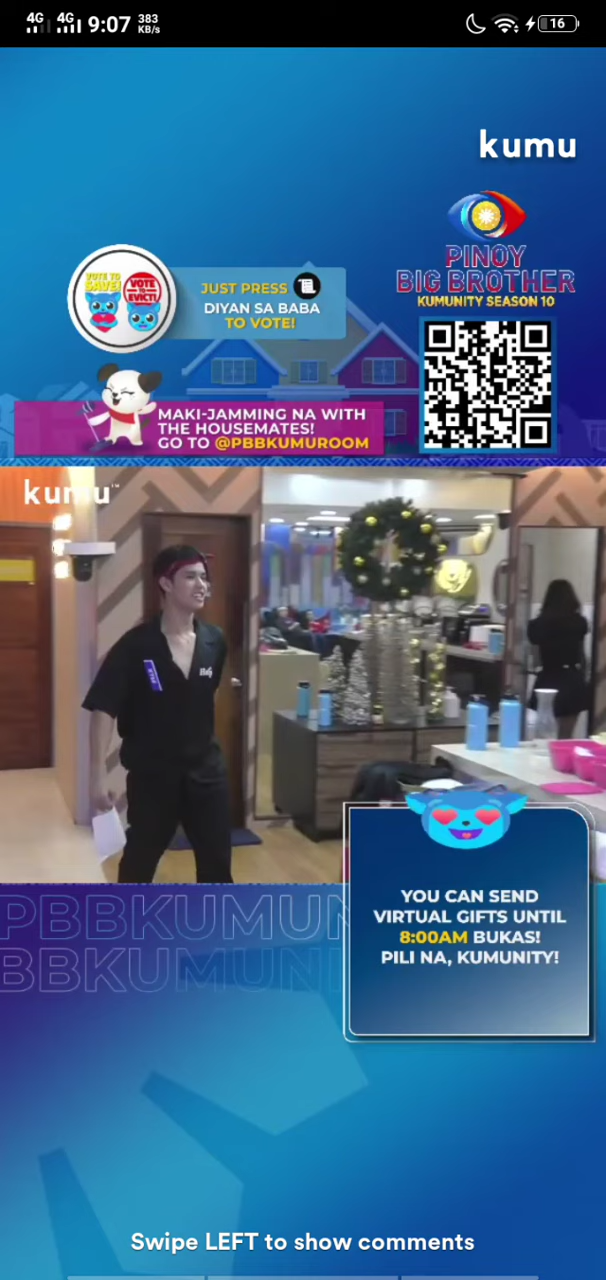 4G 4G 9:07 383 KB/s
16
kumu
VOTE TO SAVE!
VOTE TO EVICT!
JUST PRESS
DIYAN SA BABA
TO VOTE!
PINOY
BIG BROTHER
KUMUNITY SEASON 10
MAKI-JAMMING NA WITH
THE HOUSEMATES!
GO TO @PBBKUMUROOM
kumu™
YOU CAN SEND
VIRTUAL GIFTS UNTIL
8:00AM BUKAS!
PILI NA, KUMUNITY!
PBBKUMUN
BBKUMUNI
Swipe LEFT to show comments